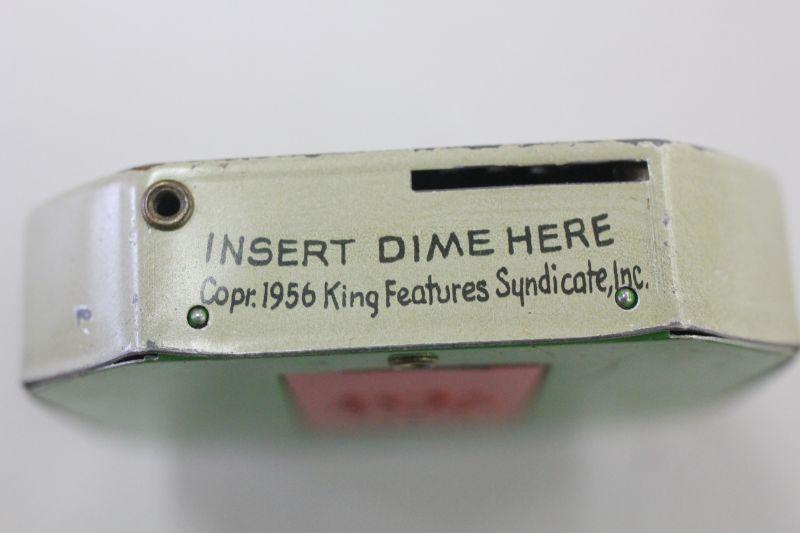 INSERT DIME HERE
Copr. 1956 King Features Syndicate, Inc.